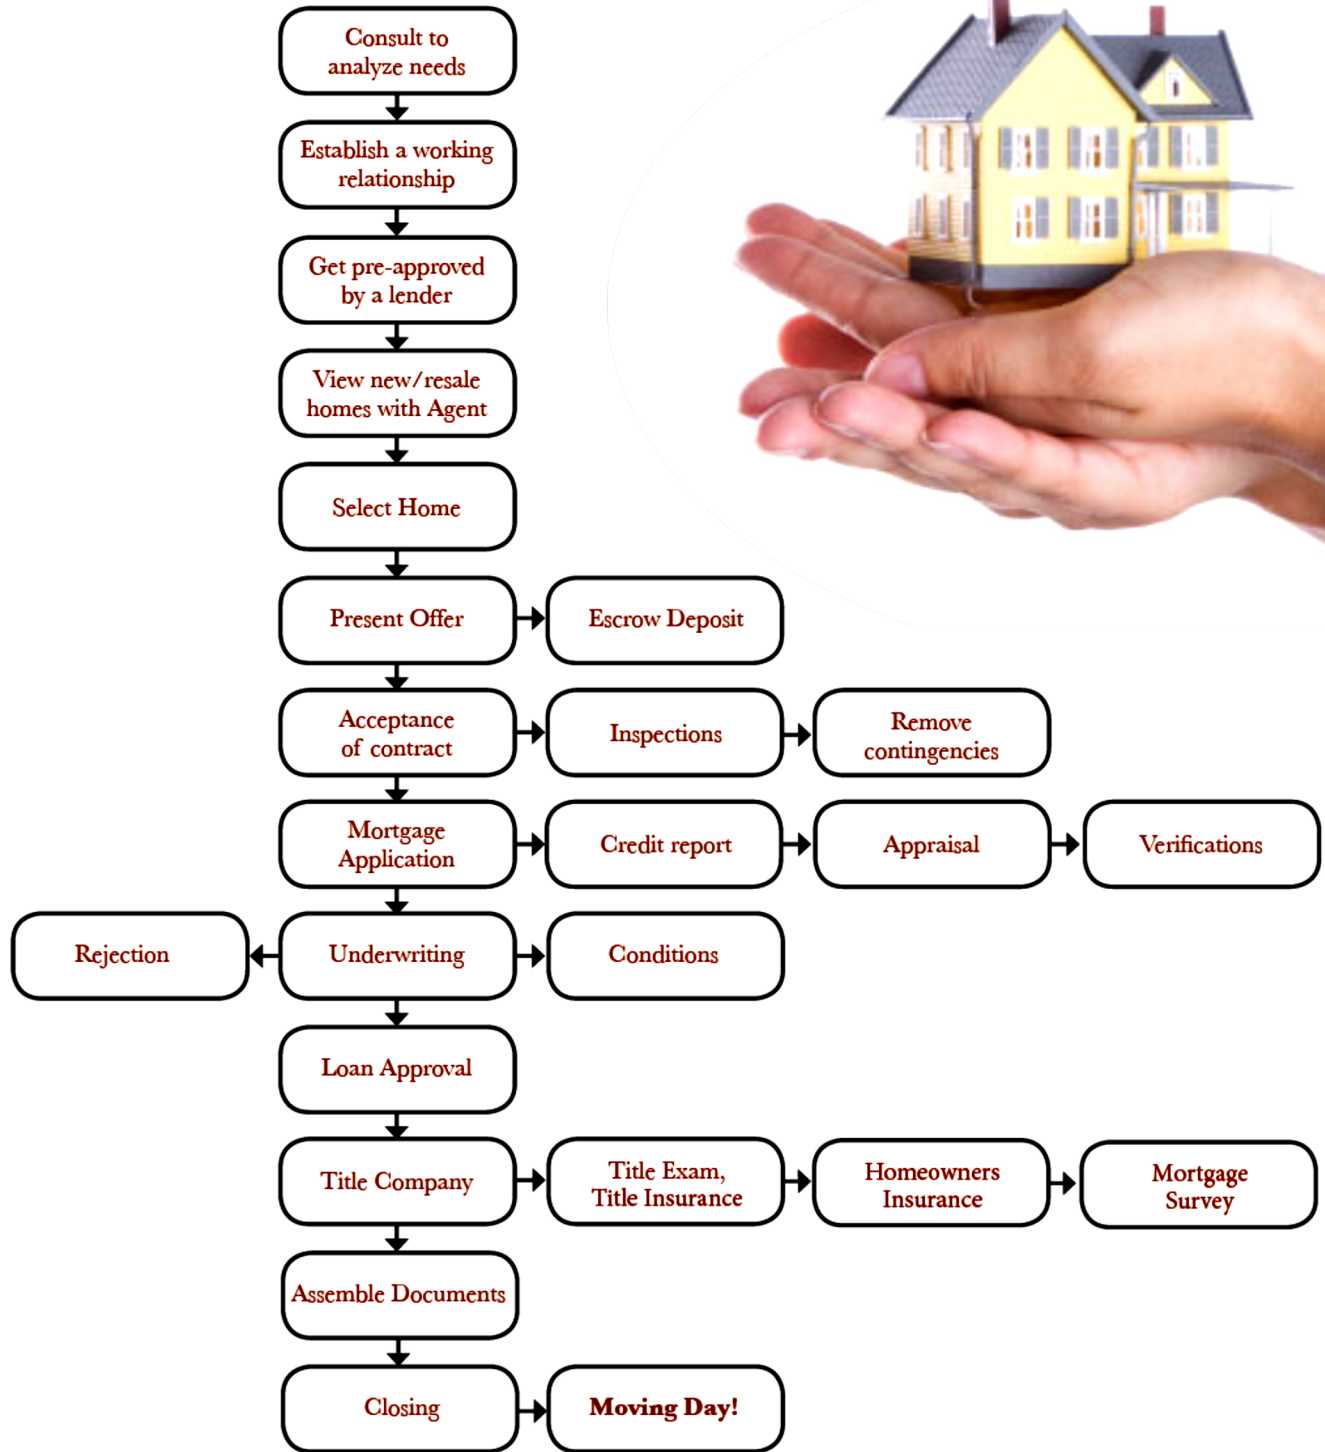 Consult to
analyze needs
Establish a working
relationship
Get pre-approved
by a lender
View new/resale
homes with Agent
Select Home
Present Offer
Escrow Deposit
Acceptance
of contract
Inspections
Remove
contingencies
Mortgage
Application
Credit report
Appraisal
Verifications
Rejection
Underwriting
Conditions
Loan Approval
Title Company
Title Exam,
Title Insurance
Homeowners
Insurance
Mortgage
Survey
Assemble Documents
Closing
Moving Day!